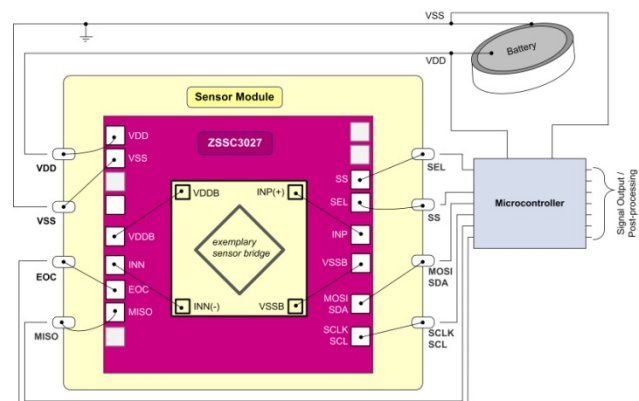 VSS
VDD
Battery
Sensor Module
ZSSC3027
VDD
VSS
VDDB
INN
EOC
MISO
VDDB
INP(+)
exemplary
sensor bridge
INN(-)
VSSB
SS
SEL
INP
VSSB
MOSI
SDA
SCLK
SCL
VDD
VSS
EOC
MISO
SEL
SS
MOSI
SDA
SCLK
SCL
Microcontroller
Signal Output /
Post-processing